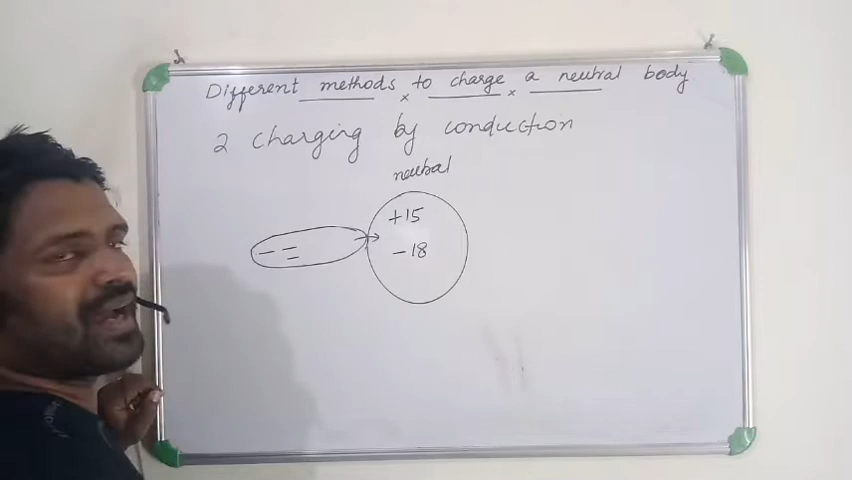 Different methods to charge a neutral body
2 charging by conduction
neutral
+15
- - -
→
-18